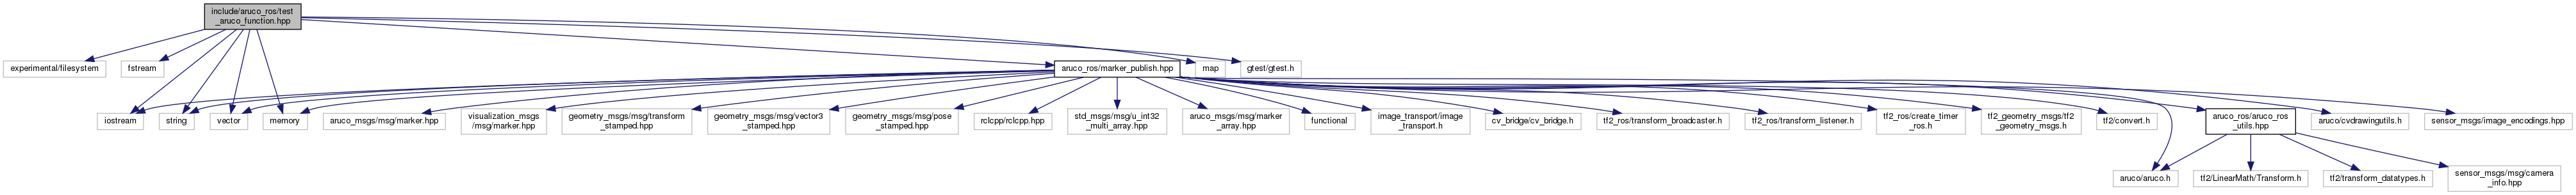 include/aruco_ros/test
_aruco_function.hpp
experimental/filesystem
fstream
aruco_ros/marker_publish.hpp
map
gtest/gtest.h
iostream
string
vector
memory
aruco_msgs/msg/marker.hpp
visualization_msgs
/msg/marker.hpp
geometry_msgs/msg/transform
_stamped.hpp
geometry_msgs/msg/vector3
_stamped.hpp
geometry_msgs/msg/pose
_stamped.hpp
rclcpp/rclcpp.hpp
std_msgs/msg/u_int32
_multi_array.hpp
aruco_msgs/msg/marker
_array.hpp
functional
image_transport/image
_transport.h
cv_bridge/cv_bridge.h
tf2_ros/transform_broadcaster.h
tf2_ros/transform_listener.h
tf2_ros/create_timer
_ros.h
tf2_geometry_msgs/tf2
_geometry_msgs.h
tf2/convert.h
aruco_ros/aruco_ros
_utils.hpp
aruco/cvdrawingutils.h
sensor_msgs/image_encodings.hpp
aruco/aruco.h
tf2/LinearMath/Transform.h
tf2/transform_datatypes.h
sensor_msgs/msg/camera
_info.hpp